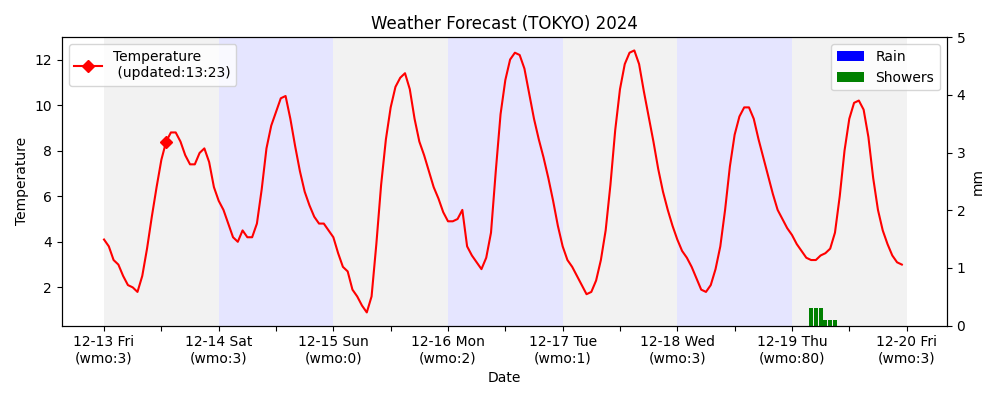 Weather Forecast (TOKYO) 2024
Temperature
(updated:13:23)
Rain
Showers
Temperature
12
10
8
6
4
2
5
4
3
2
1
0
mm
12-13 Fri
(wmo:3)
12-14 Sat
(wmo:3)
12-15 Sun
(wmo:0)
12-16 Mon
(wmo:2)
12-17 Tue
(wmo:1)
12-18 Wed
(wmo:3)
12-19 Thu
(wmo:80)
12-20 Fri
(wmo:3)
Date